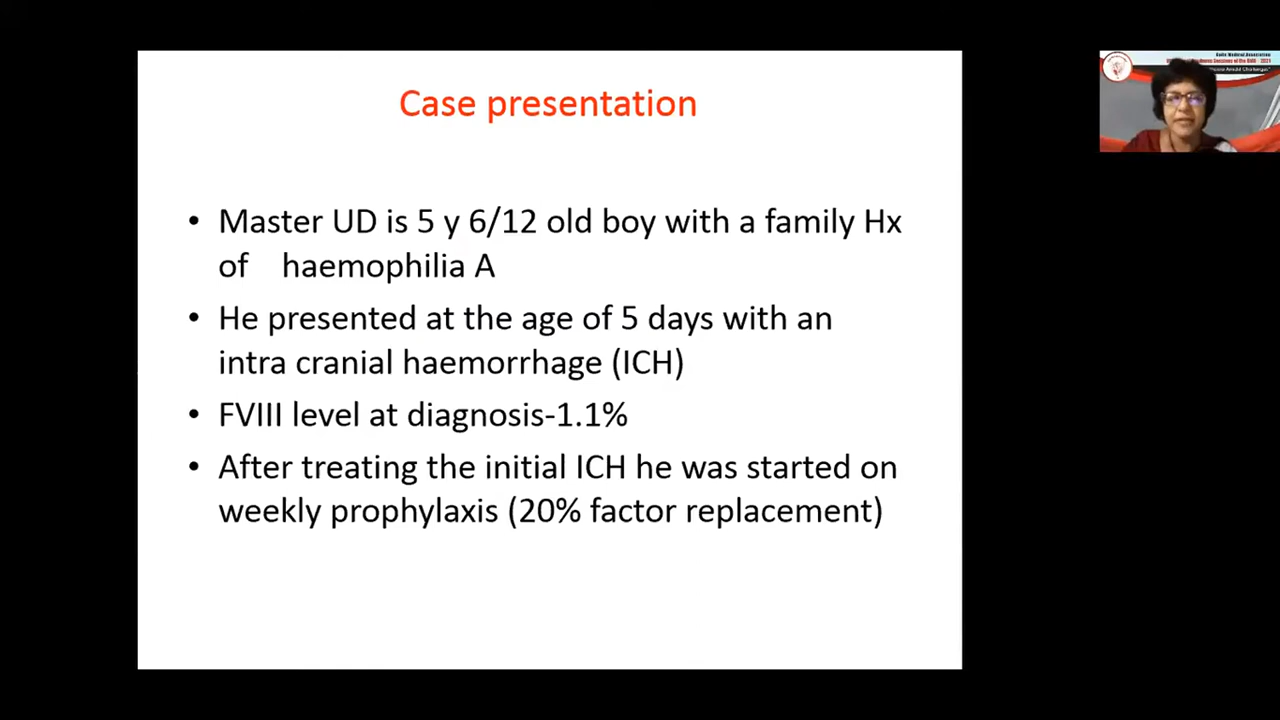 Case presentation
• Master UD is 5 y 6/12 old boy with a family Hx
of haemophilia A
• He presented at the age of 5 days with an
intra cranial haemorrhage (ICH)
• FVIII level at diagnosis-1.1%
• After treating the initial ICH he was started on
weekly prophylaxis (20% factor replacement)